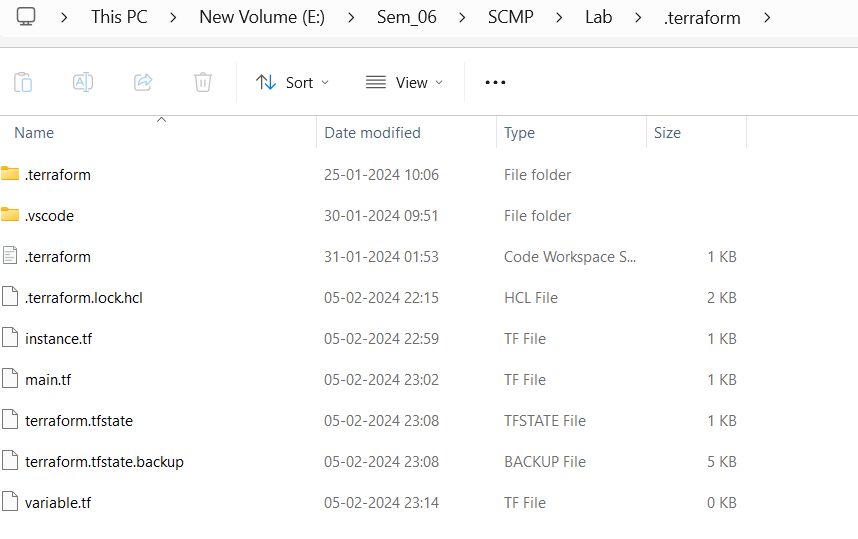 This PC > New Volume (E:) > Sem_06 > SCMP > Lab > .terraform >
Sort View
Name Date modified Type Size
.terraform 25-01-2024 10:06 File folder
.vscode 30-01-2024 09:51 File folder
.terraform 31-01-2024 01:53 Code Workspace S... 1 KB
.terraform.lock.hcl 05-02-2024 22:15 HCL File 2 KB
instance.tf 05-02-2024 22:59 TF File 1 KB
main.tf 05-02-2024 23:02 TF File 1 KB
terraform.tfstate 05-02-2024 23:08 TFSTATE File 1 KB
terraform.tfstate.backup 05-02-2024 23:08 BACKUP File 5 KB
variable.tf 05-02-2024 23:14 TF File 0 KB